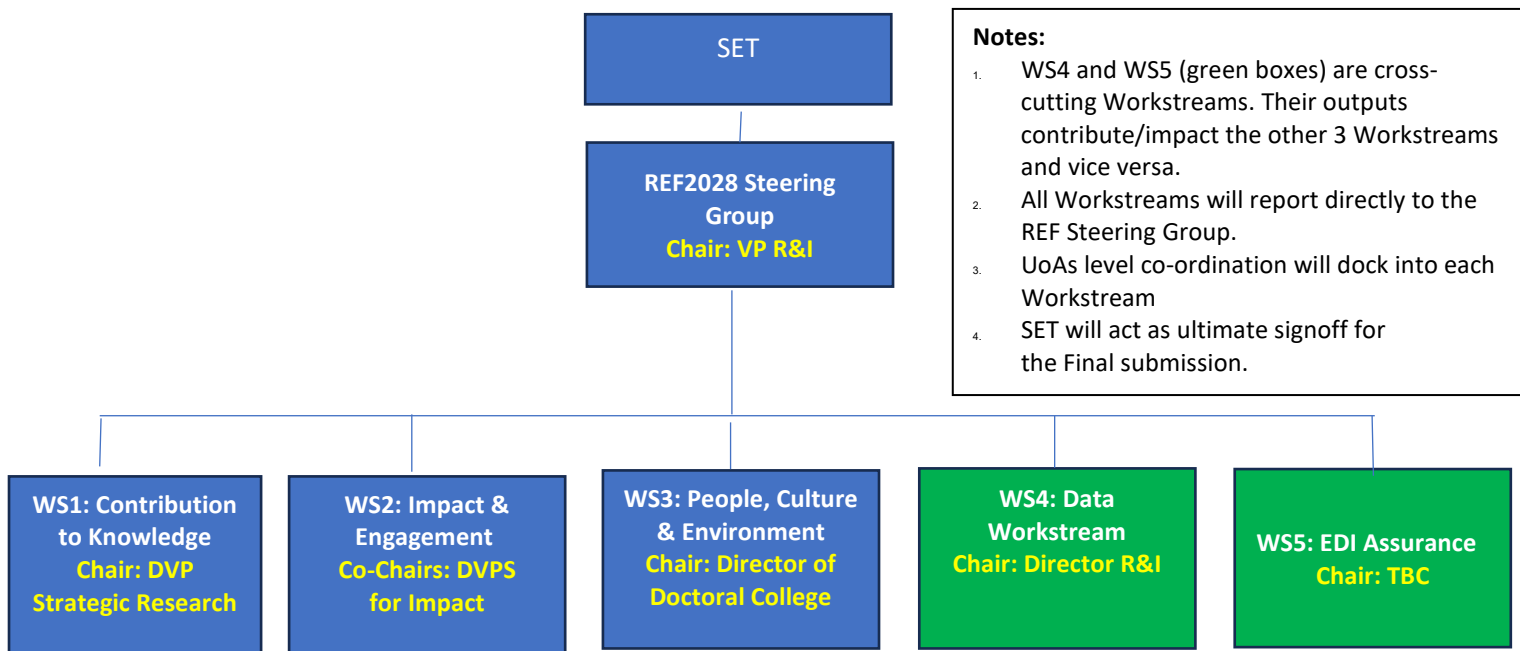 SET
Notes:
1. WS4 and WS5 (green boxes) are cross-
cutting Workstreams. Their outputs
contribute/impact the other 3 Workstreams
and vice versa.
2. All Workstreams will report directly to the
REF Steering Group.
3. UoAs level co-ordination will dock into each
Workstream
4. SET will act as ultimate signoff for
the Final submission.
REF2028 Steering
Group
Chair: VP R&I
WS1: Contribution
to Knowledge
Chair: DVP
Strategic Research
WS2: Impact &
Engagement
Co-Chairs: DVPS
for Impact
WS3: People, Culture
& Environment
Chair: Director of
Doctoral College
WS4: Data
Workstream
Chair: Director R&I
WS5: EDI Assurance
Chair: TBC